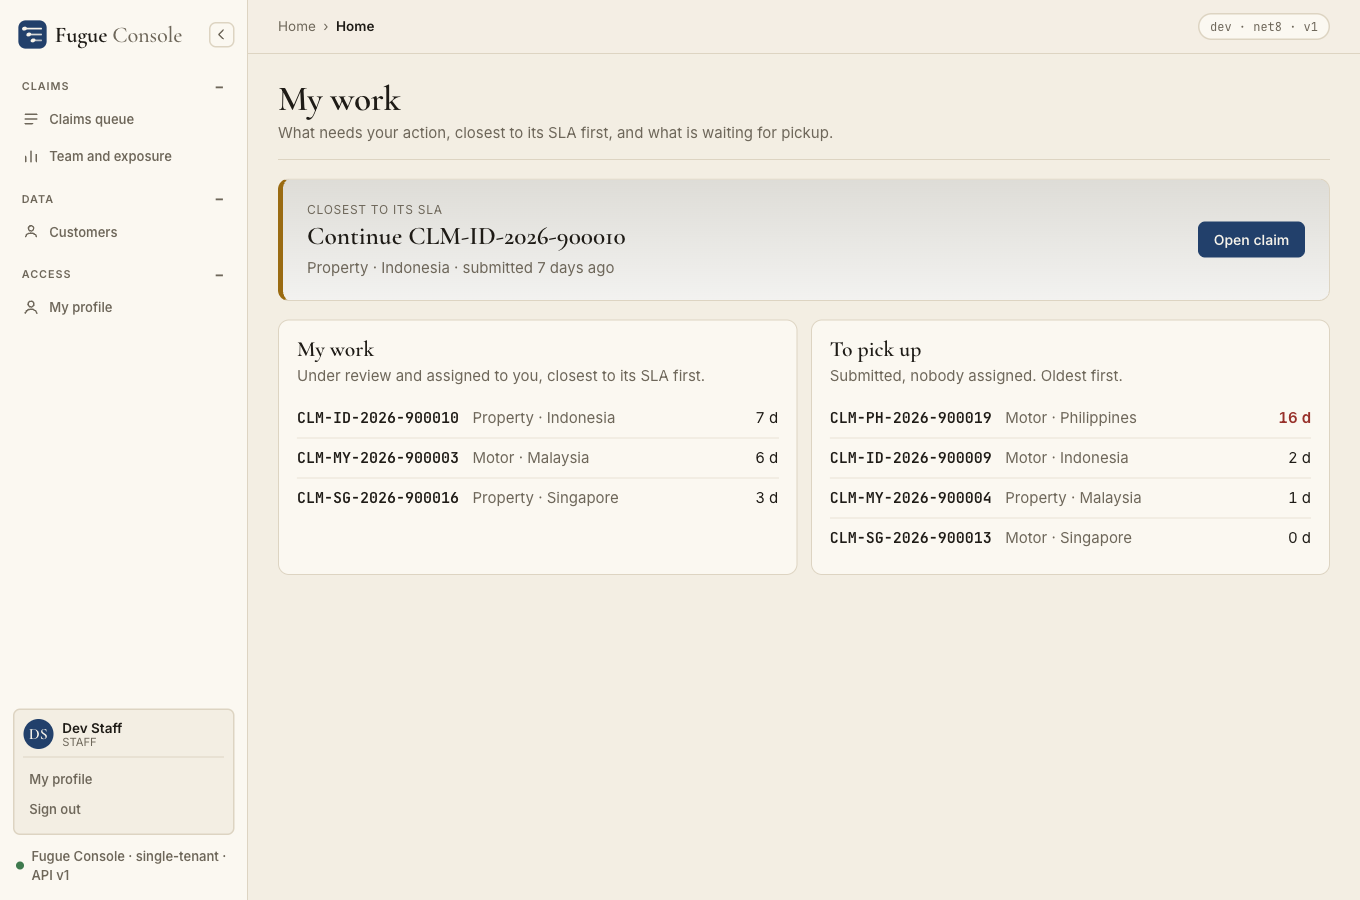 Fugue Console
CLAIMS
Claims queue
Team and exposure
DATA
Customers
ACCESS
My profile
DS
Dev Staff
STAFF
My profile
Sign out
Fugue Console · single-tenant ·
API v1
Home › Home
dev · net8 · v1
My work
What needs your action, closest to its SLA first, and what is waiting for pickup.
CLOSEST TO ITS SLA
Continue CLM-ID-2026-900010
Property · Indonesia · submitted 7 days ago
Open claim
My work
Under review and assigned to you, closest to its SLA first.
CLM-ID-2026-900010 Property · Indonesia 7 d
CLM-MY-2026-900003 Motor · Malaysia 6 d
CLM-SG-2026-900016 Property · Singapore 3 d
To pick up
Submitted, nobody assigned. Oldest first.
CLM-PH-2026-900019 Motor · Philippines 16 d
CLM-ID-2026-900009 Motor · Indonesia 2 d
CLM-MY-2026-900004 Property · Malaysia 1 d
CLM-SG-2026-900013 Motor · Singapore 0 d